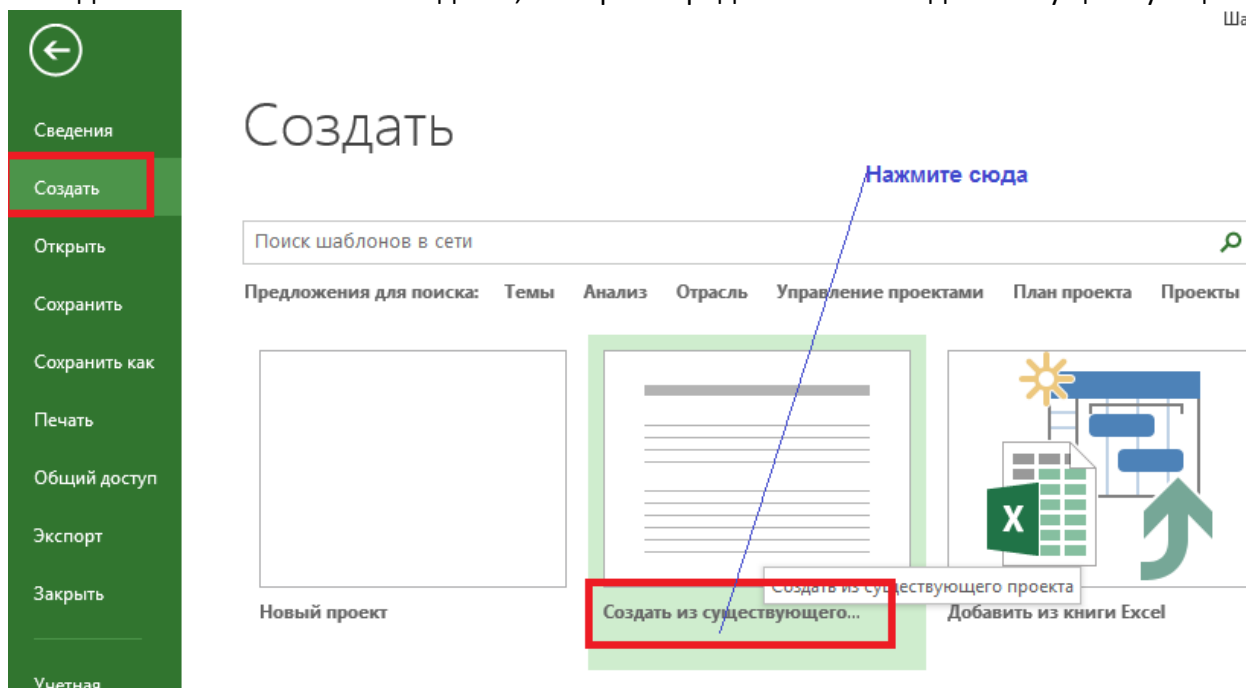 Ша
Сведения
Создать
Создать
Нажмите сюда
Открыть
Поиск шаблонов в сети
Предложения для поиска: Темы Анализ Отрасль Управление проектами План проекта Проекты
Сохранить
Сохранить как
Печать
Общий доступ
Экспорт
X
Создать из существующего проекта
Закрыть
Новый проект
Создать из существующего...
Добавить из книги Excel
Учетная